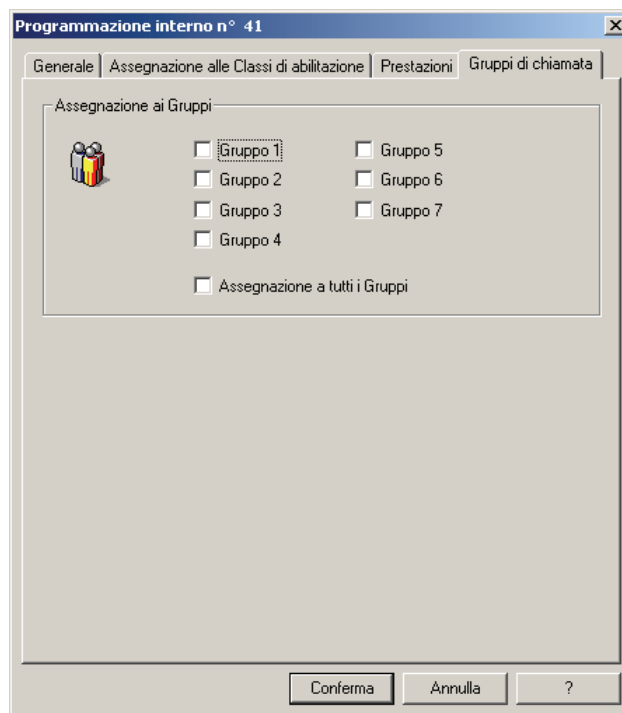 Programmazione interno n° 41
Generale
Assegnazione alle Classi di abilitazione
Prestazioni
Gruppi di chiamata
Assegnazione ai Gruppi
Gruppo 1
Gruppo 2
Gruppo 3
Gruppo 4
Gruppo 5
Gruppo 6
Gruppo 7
Assegnazione a tutti i Gruppi
Conferma
Annulla
?